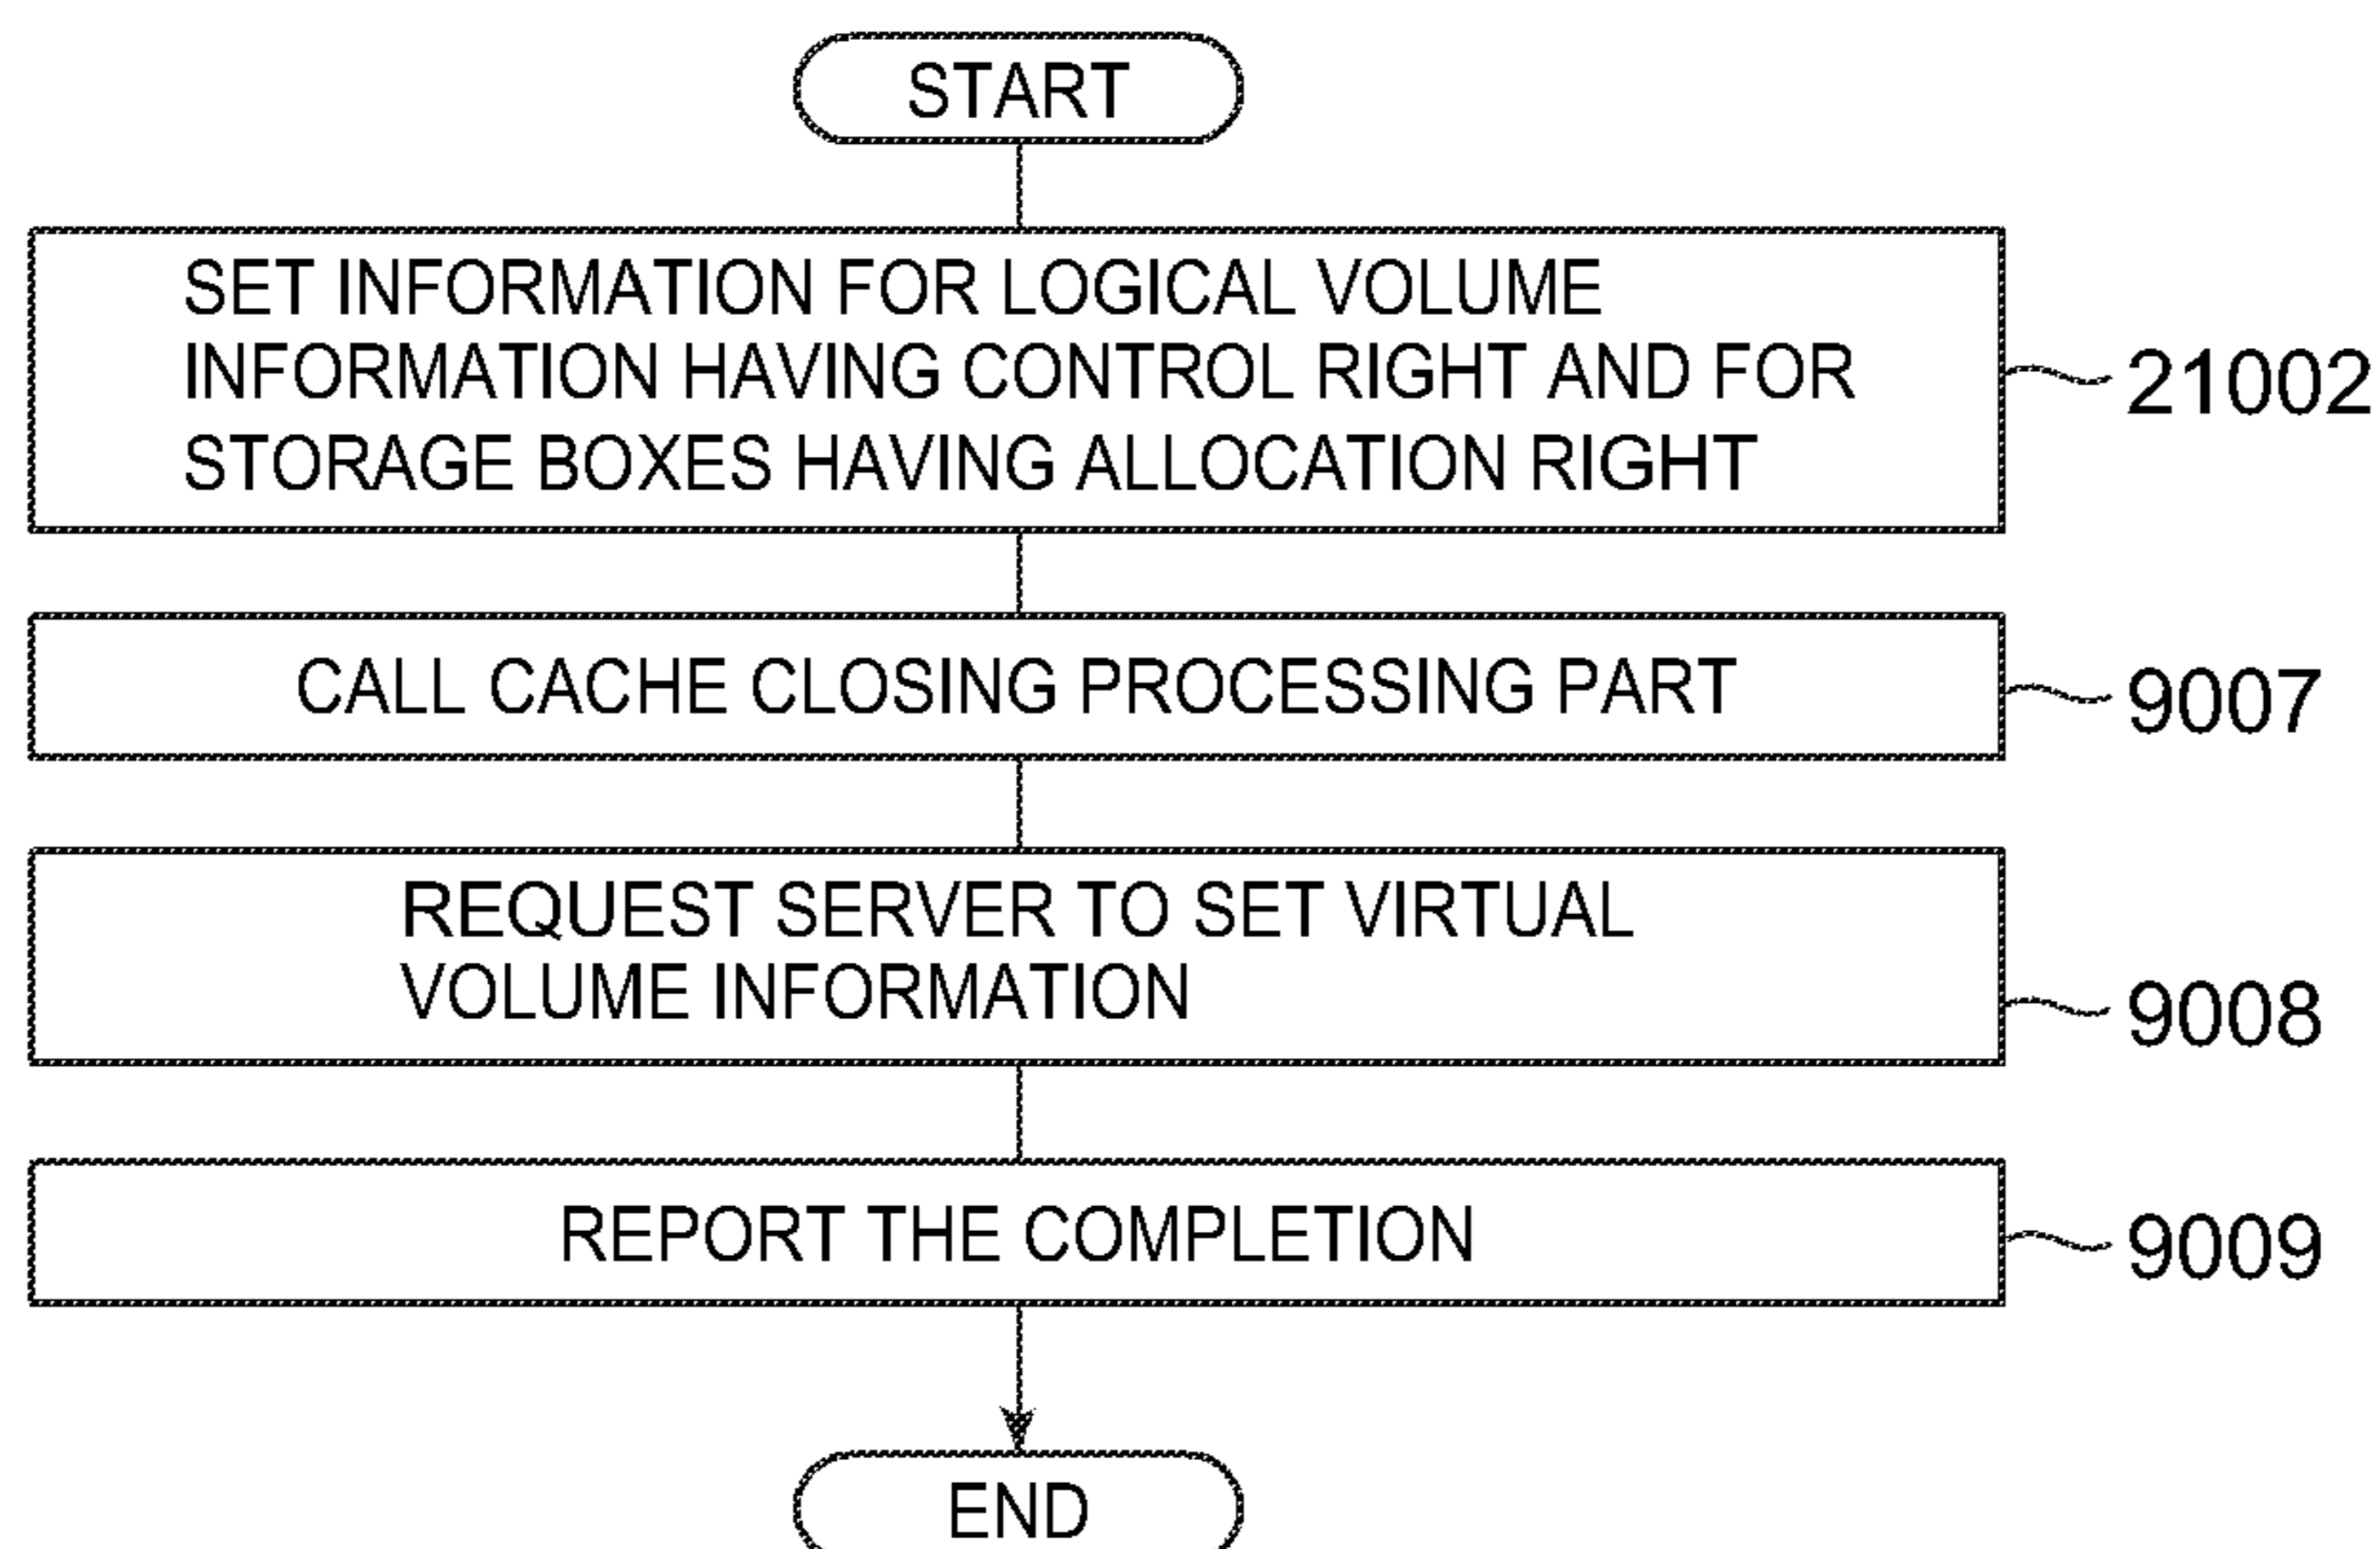 START
SET INFORMATION FOR LOGICAL VOLUME
INFORMATION HAVING CONTROL RIGHT AND FOR
STORAGE BOXES HAVING ALLOCATION RIGHT
21002
CALL CACHE CLOSING PROCESSING PART
9007
REQUEST SERVER TO SET VIRTUAL
VOLUME INFORMATION
9008
REPORT THE COMPLETION
9009
END